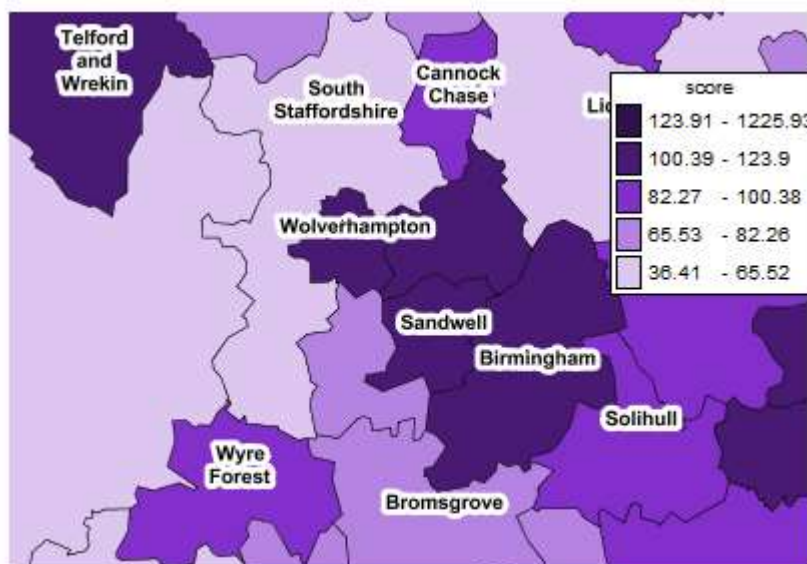 Telford
and
Wrekin
South
Staffordshire
Cannock
Chase
score
123.91 - 1225.93
100.39 - 123.9
82.27 - 100.38
65.53 - 82.26
36.41 - 65.52
Wolverhampton
Sandwell
Birmingham
Solihull
Wyre
Forest
Bromsgrove